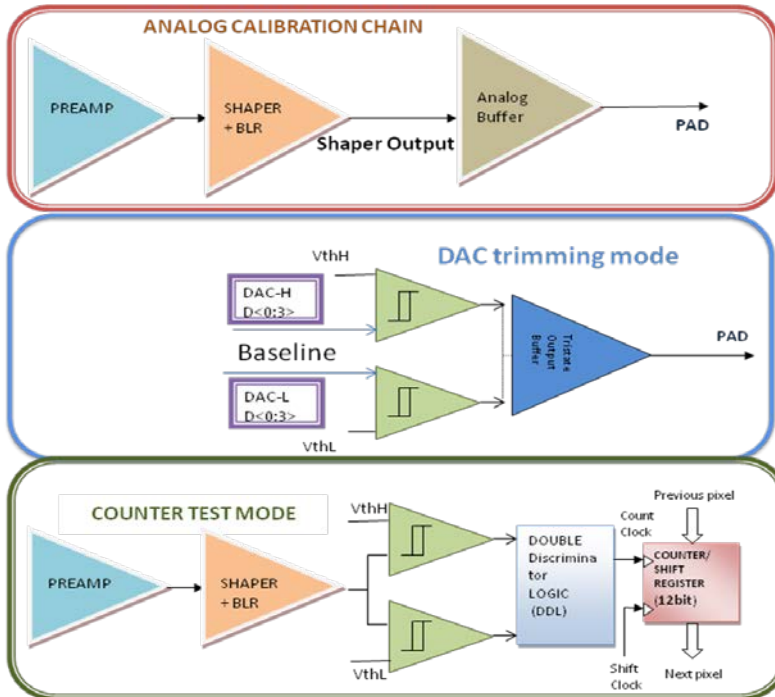 ANALOG CALIBRATION CHAIN
PREAMP
SHAPER
+ BLR
Shaper Output
Analog
Buffer
PAD
DAC trimming mode
VthH
DAC-H
D<0:3>
Baseline
DAC-L
D<0:3>
VthL
Tristate
Output
Buffer
PAD
COUNTER TEST MODE
PREAMP
SHAPER
+ BLR
VthH
VthL
DOUBLE
Discrimina
tor
LOGIC
(DDL)
Count
Clock
Previous pixel
COUNTER/
SHIFT
REGISTER
(12bit)
Shift
Clock
Next pixel